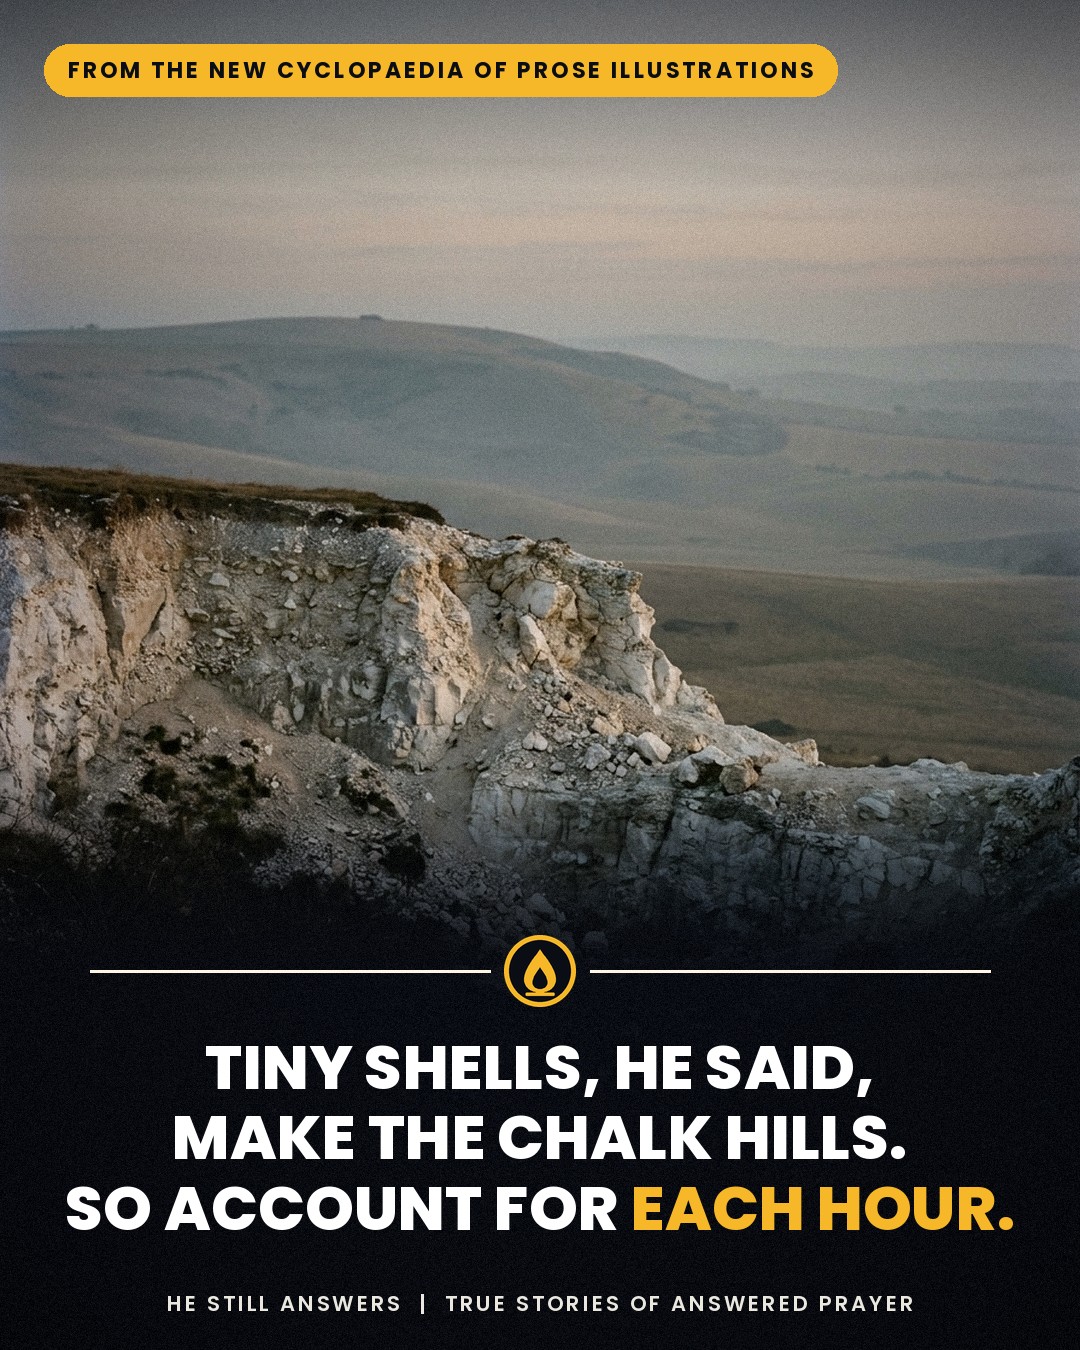 FROM THE NEW CYCLOPAEDIA OF PROSE ILLUSTRATIONS
TINY SHELLS, HE SAID,
MAKE THE CHALK HILLS.
SO ACCOUNT FOR EACH HOUR.
HE STILL ANSWERS | TRUE STORIES OF ANSWERED PRAYER